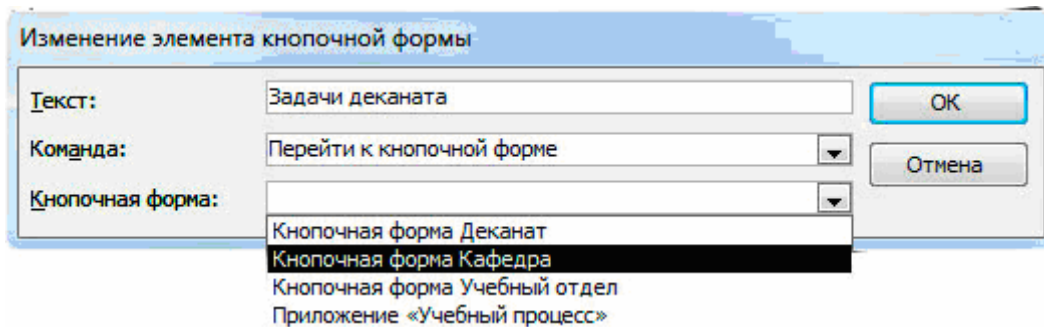 Изменение элемента кнопочной формы
Текст: Задачи деканата OK
Команда: Перейти к кнопочной форме Отмена
Кнопочная форма:
Кнопочная форма Деканат
Кнопочная форма Кафедра
Кнопочная форма Учебный отдел
Приложение «Учебный процесс»